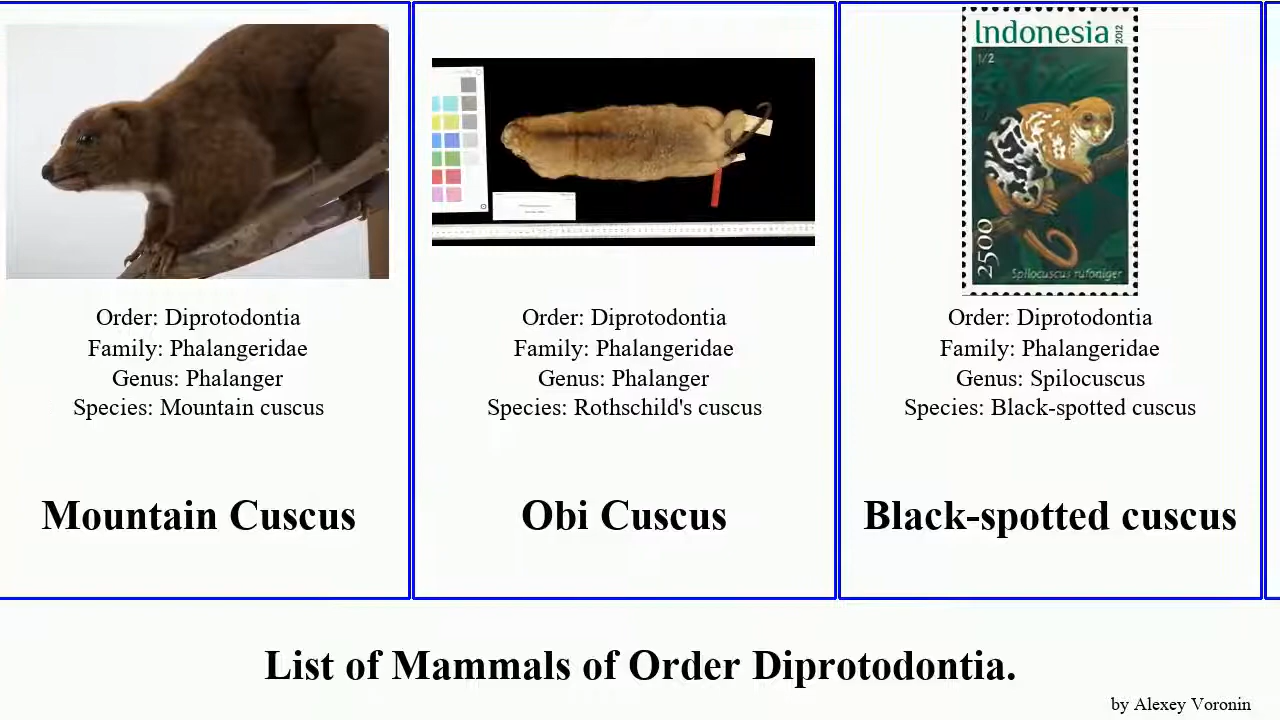 Indonesia
2012
1/2
2500
Spilocuscus rufoniger
Order: Diprotodontia
Family: Phalangeridae
Genus: Phalanger
Species: Mountain cuscus
Mountain Cuscus
Order: Diprotodontia
Family: Phalangeridae
Genus: Phalanger
Species: Rothschild's cuscus
Obi Cuscus
Order: Diprotodontia
Family: Phalangeridae
Genus: Spilocuscus
Species: Black-spotted cuscus
Black-spotted cuscus
List of Mammals of Order Diprotodontia.
by Alexey Voronin